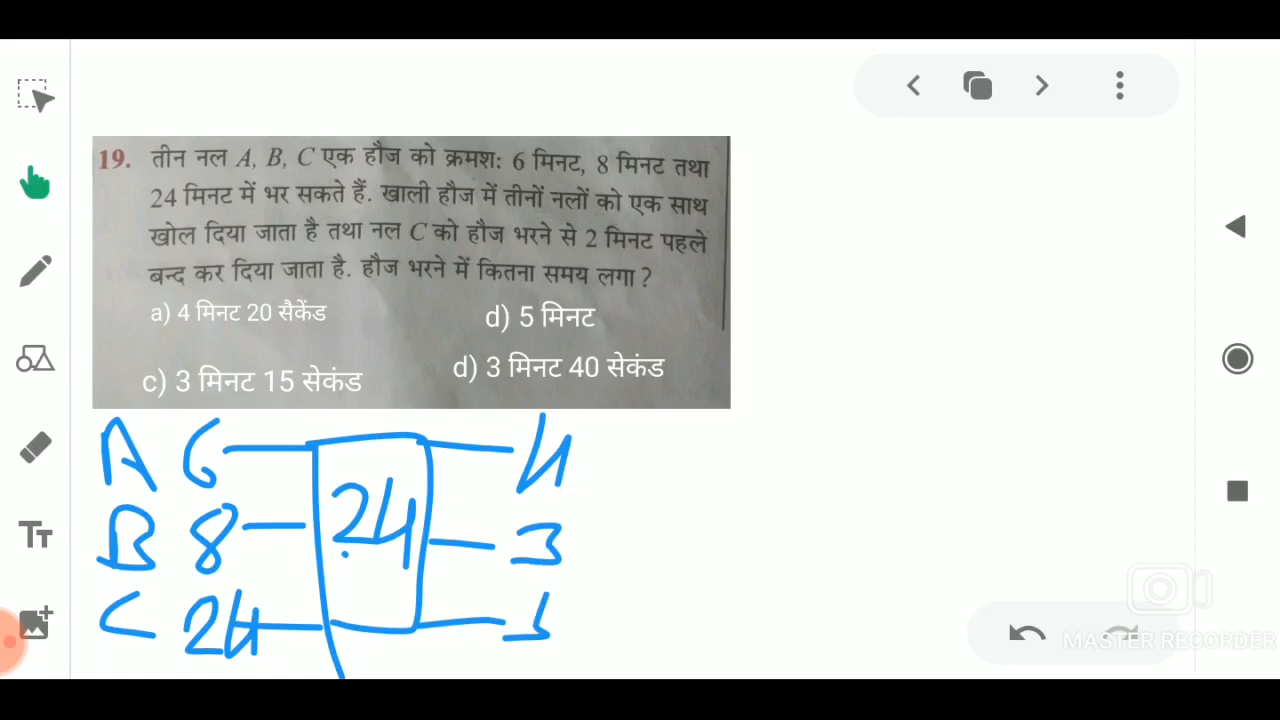 19. तीन नल A, B, C एक हौज को क्रमश: 6 मिनट, 8 मिनट तथा
24 मिनट में भर सकते हैं. खाली हौज में तीनों नलों को एक साथ
खोल दिया जाता है तथा नल C को हौज भरने से 2 मिनट पहले
बन्द कर दिया जाता है. हौज भरने में कितना समय लगा ?
a) 4 मिनट 20 सैकेंड
d) 5 मिनट
c) 3 मिनट 15 सेकंड
d) 3 मिनट 40 सेकंड
A 6 4
B 8 24 3
C 24 1
TT
MASTER RECORDER